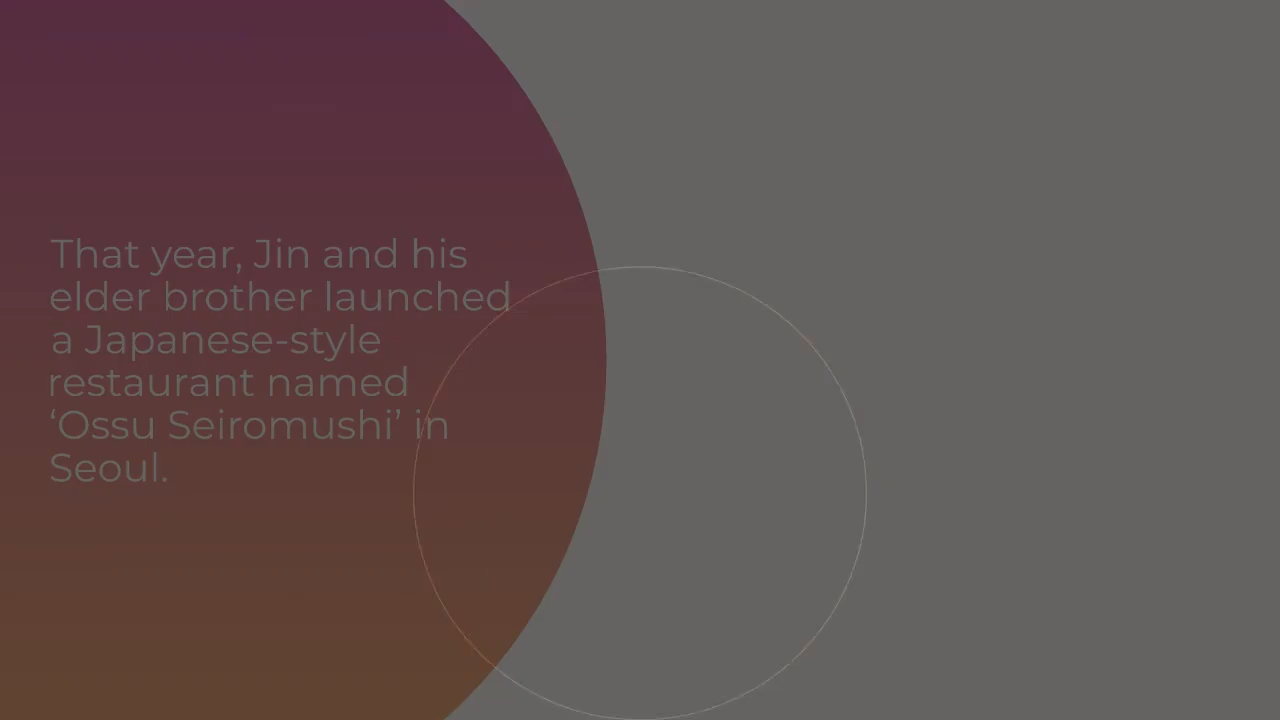 That year, Jin and his
elder brother launched
a Japanese-style
restaurant named
‘Ossu Seiromushi’ in
Seoul.